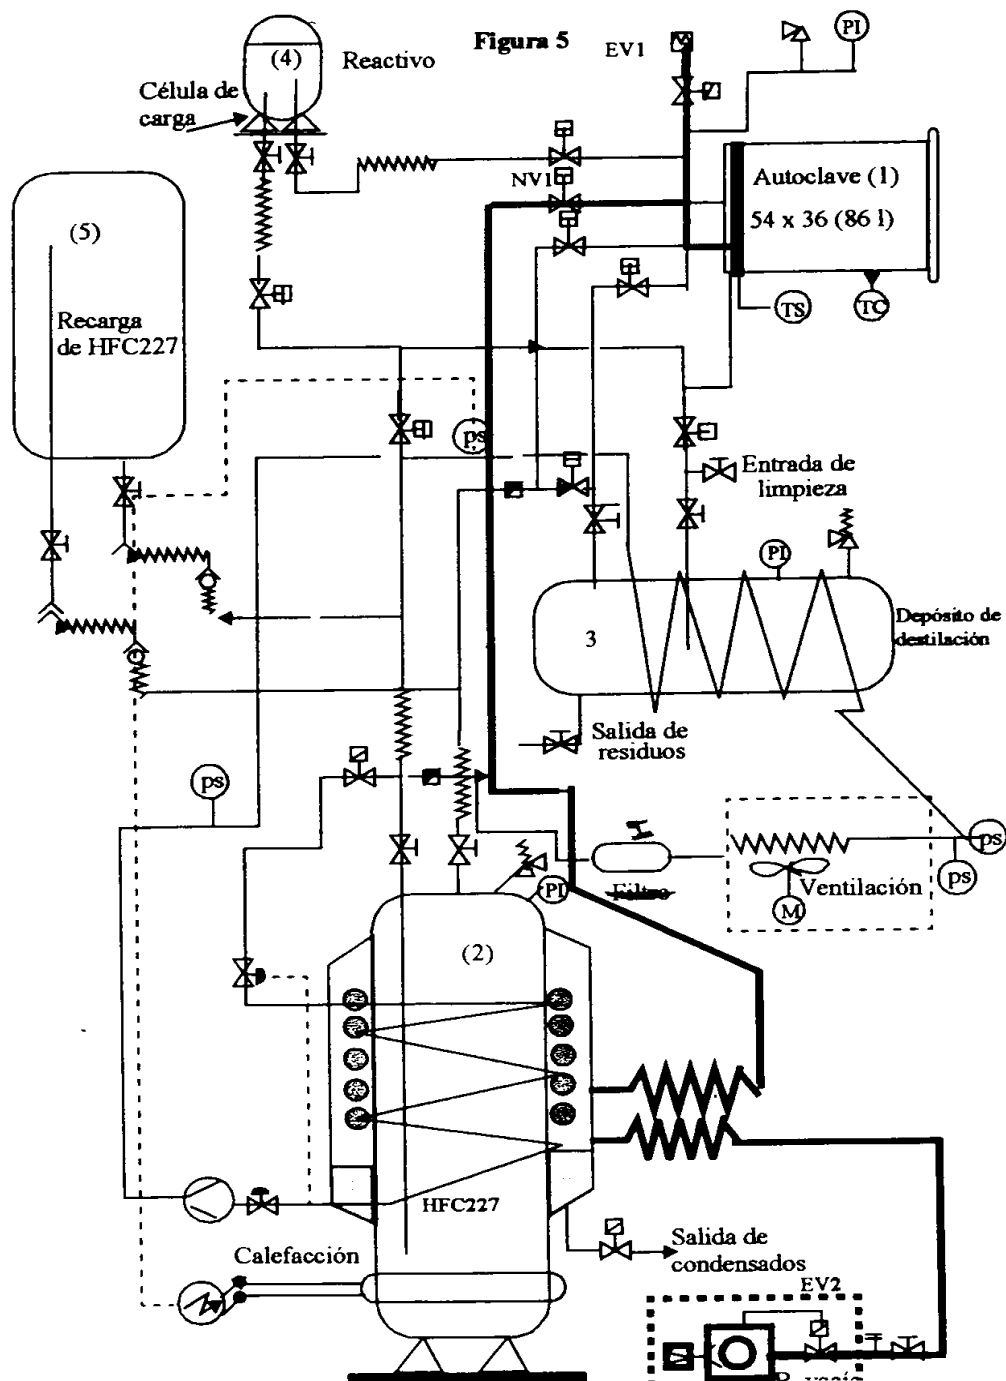 Figura 5
EV1
PI
(4)
Reactivo
Célula de
carga
NV1
Autoclave (1)
54 x 36 (86 l)
TS
TC
(5)
Recarga
de HFC227
ps
Entrada de
limpieza
PI
3
Depósito de
destilación
Salida de
residuos
ps
ps
ps
Filtro
Ventilación
M
PI
(2)
HFC227
Calefacción
Salida de
condensados
EV2